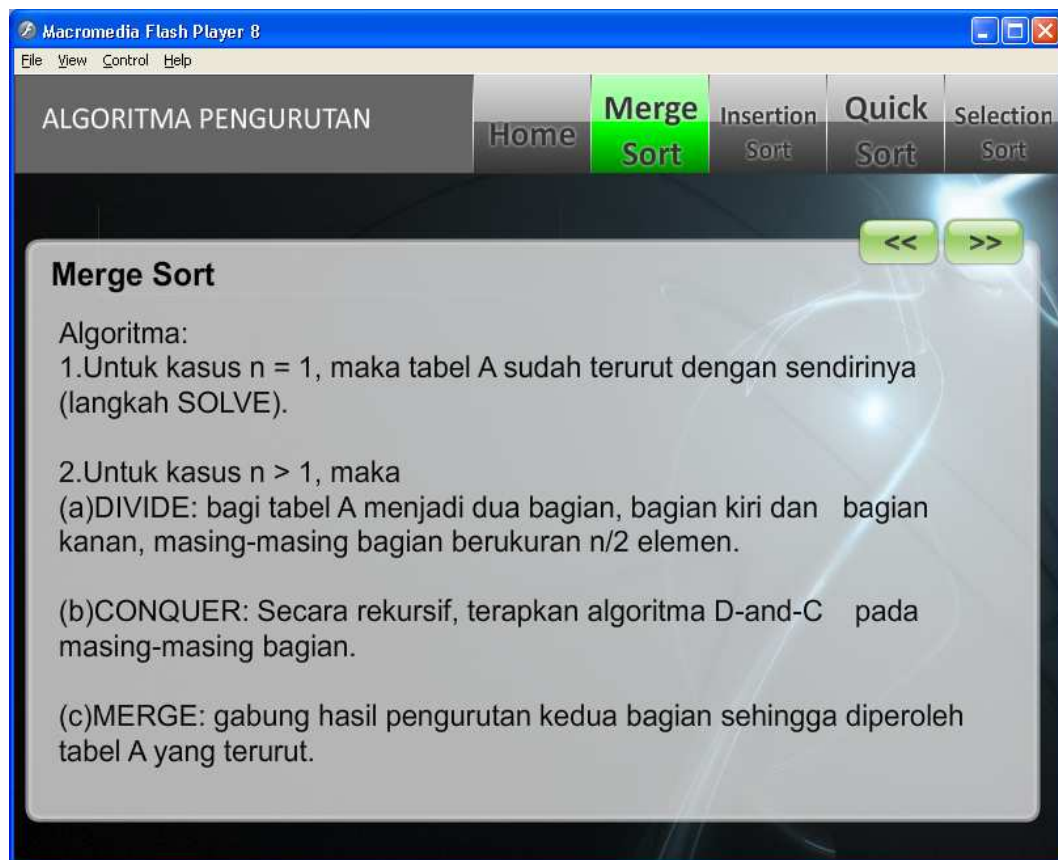 Macromedia Flash Player 8
File View Control Help
ALGORITMA PENGURUTAN
Home
Merge
Sort
Insertion
Sort
Quick
Sort
Selection
Sort
<< >>
Merge Sort
Algoritma:
1.Untuk kasus n = 1, maka tabel A sudah terurut dengan sendirinya
(langkah SOLVE).
2.Untuk kasus n > 1, maka
(a)DIVIDE: bagi tabel A menjadi dua bagian, bagian kiri dan bagian
kanan, masing-masing bagian berukuran n/2 elemen.
(b)CONQUER: Secara rekursif, terapkan algoritma D-and-C pada
masing-masing bagian.
(c)MERGE: gabung hasil pengurutan kedua bagian sehingga diperoleh
tabel A yang terurut.